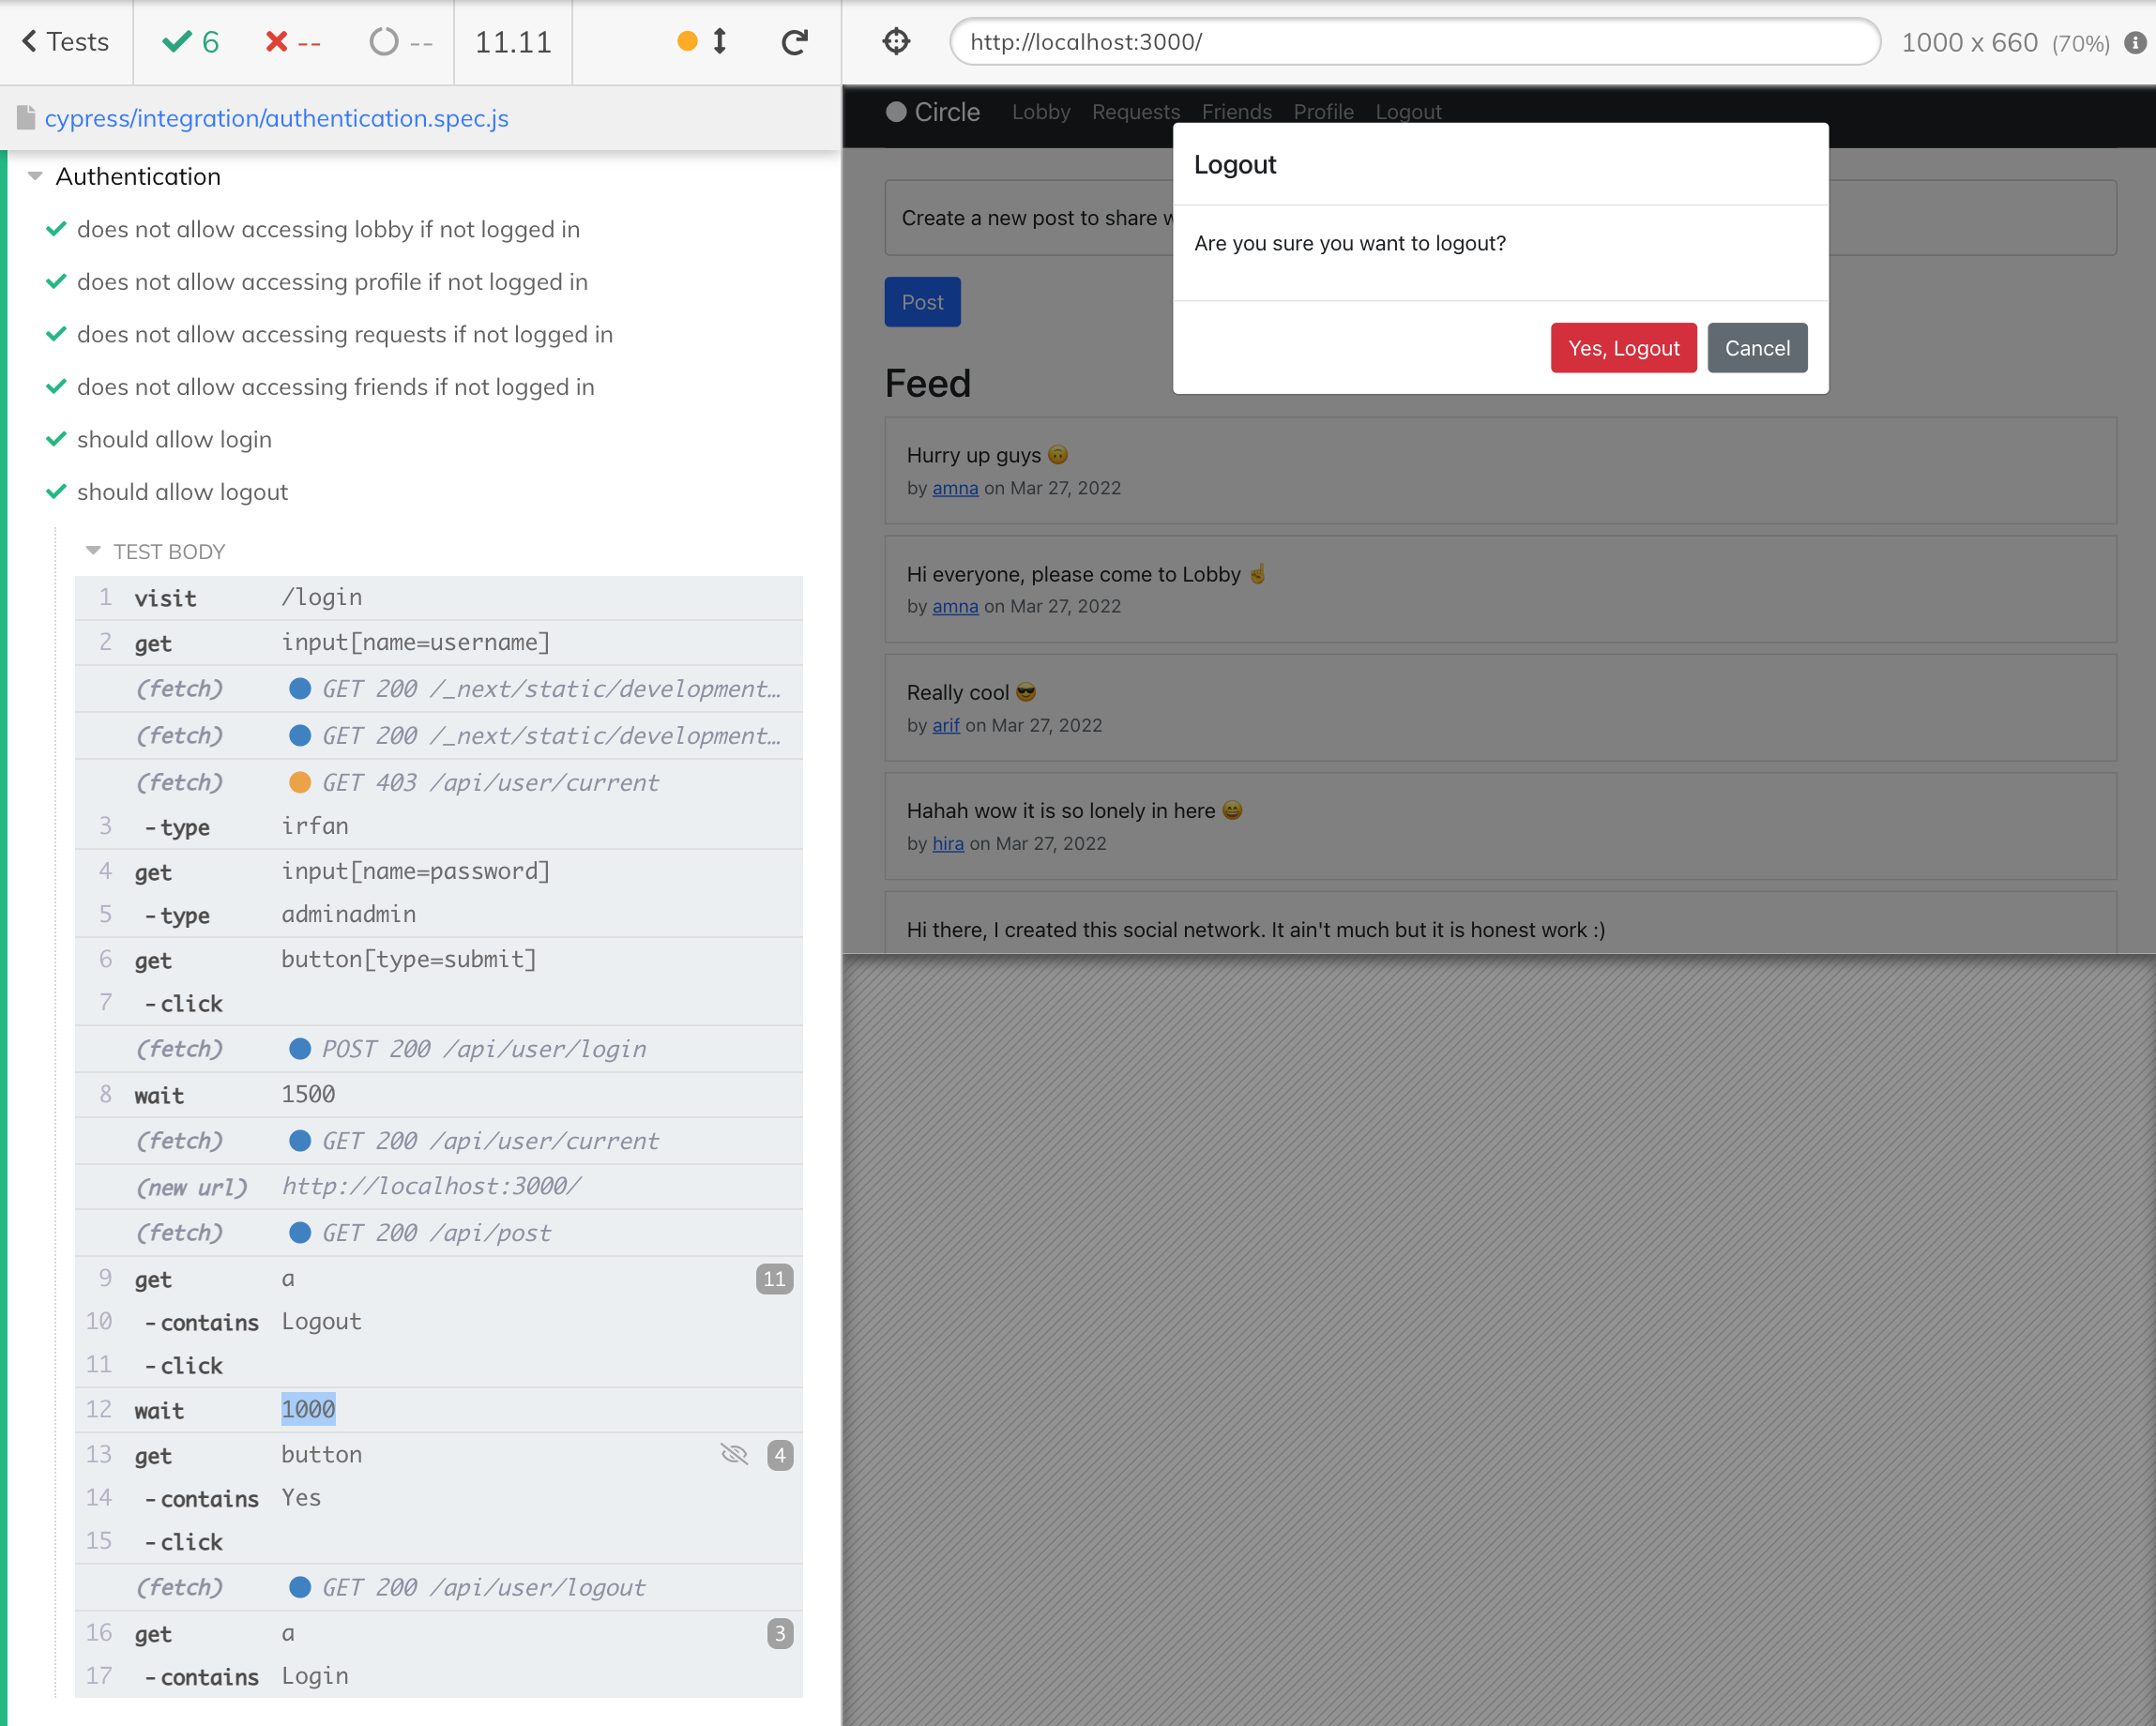 Tests
6
--
--
11.11
http://localhost:3000/
1000 x 660 (70%)
cypress/integration/authentication.spec.js
Authentication
does not allow accessing lobby if not logged in
does not allow accessing profile if not logged in
does not allow accessing requests if not logged in
does not allow accessing friends if not logged in
should allow login
should allow logout
TEST BODY
1 visit /login
2 get input[name=username]
(fetch) GET 200 /_next/static/development…
(fetch) GET 200 /_next/static/development…
(fetch) GET 403 /api/user/current
3 -type irfan
4 get input[name=password]
5 -type adminadmin
6 get button[type=submit]
7 -click
(fetch) POST 200 /api/user/login
8 wait 1500
(fetch) GET 200 /api/user/current
(new url) http://localhost:3000/
(fetch) GET 200 /api/post
9 get a 11
10 -contains Logout
11 -click
12 wait 1000
13 get button 4
14 -contains Yes
15 -click
(fetch) GET 200 /api/user/logout
16 get a 3
17 -contains Login
Circle Lobby Requests Friends Profile Logout
Logout
Are you sure you want to logout?
Yes, Logout Cancel
Create a new post to share
Post
Feed
Hurry up guys 🙃
by amna on Mar 27, 2022
Hi everyone, please come to Lobby ☝
by amna on Mar 27, 2022
Really cool 😎
by arif on Mar 27, 2022
Hahah wow it is so lonely in here 😄
by hira on Mar 27, 2022
Hi there, I created this social network. It ain't much but it is honest work :)